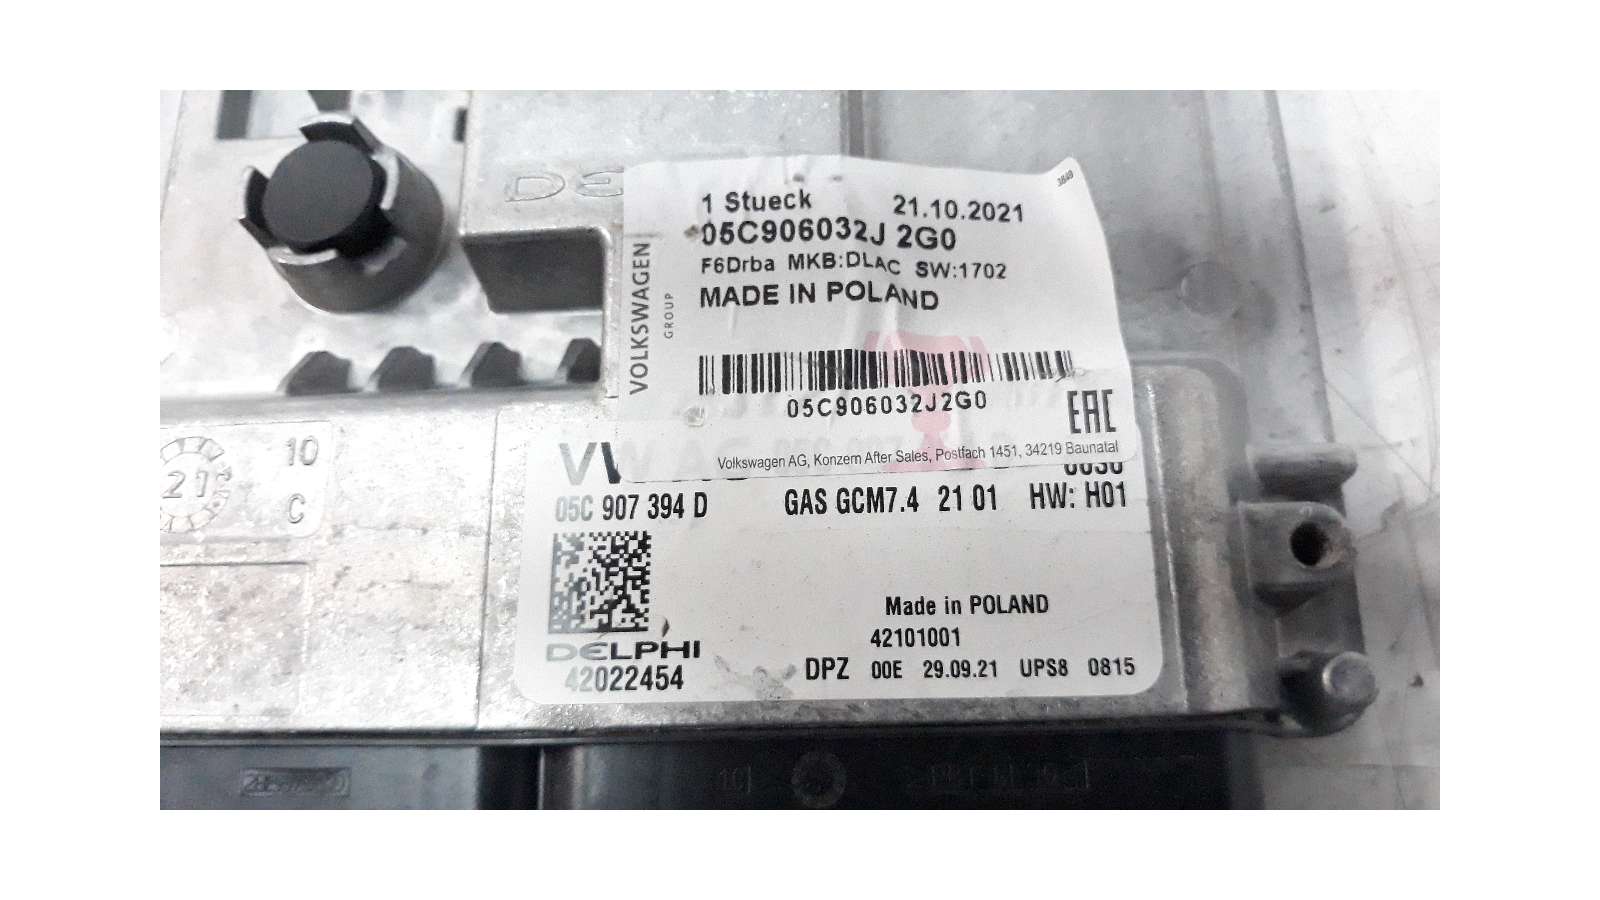 1 Stueck 21.10.2021
05C906032J 2G0
F6Drba MKB:DLAC SW:1702
MADE IN POLAND
VOLKSWAGEN
GROUP
05C906032J2G0
EAC
Volkswagen AG, Konzern After Sales, Postfach 1451, 34219 Baunatal
05C 907 394 D GAS GCM7.4 21 01 HW: H01
Made in POLAND
42101001
DELPHI
42022454
DPZ 00E 29.09.21 UPS8 0815
10
21
C